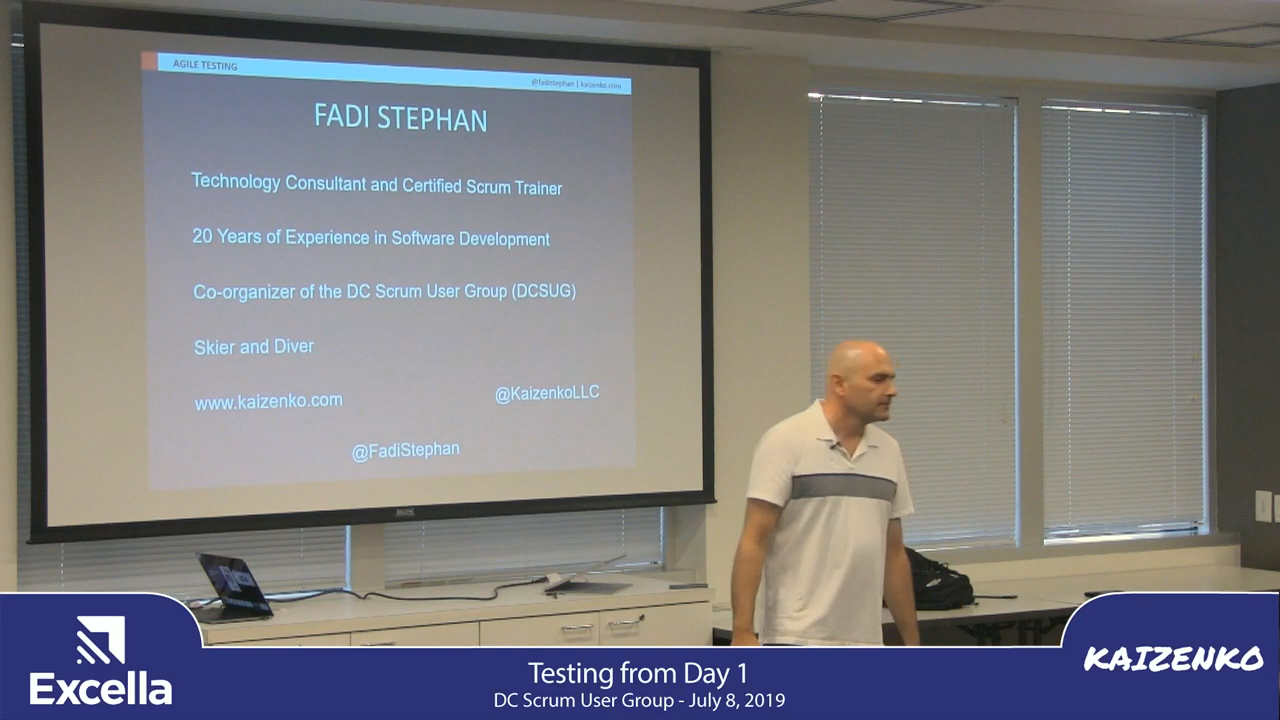 AGILE TESTING
@fadistephan | kaizenko.com
FADI STEPHAN
Technology Consultant and Certified Scrum Trainer
20 Years of Experience in Software Development
Co-organizer of the DC Scrum User Group (DCSUG)
Skier and Diver
www.kaizenko.com
@KaizenkoLLC
@FadiStephan
Excella
Testing from Day 1
DC Scrum User Group - July 8, 2019
KAIZENKO